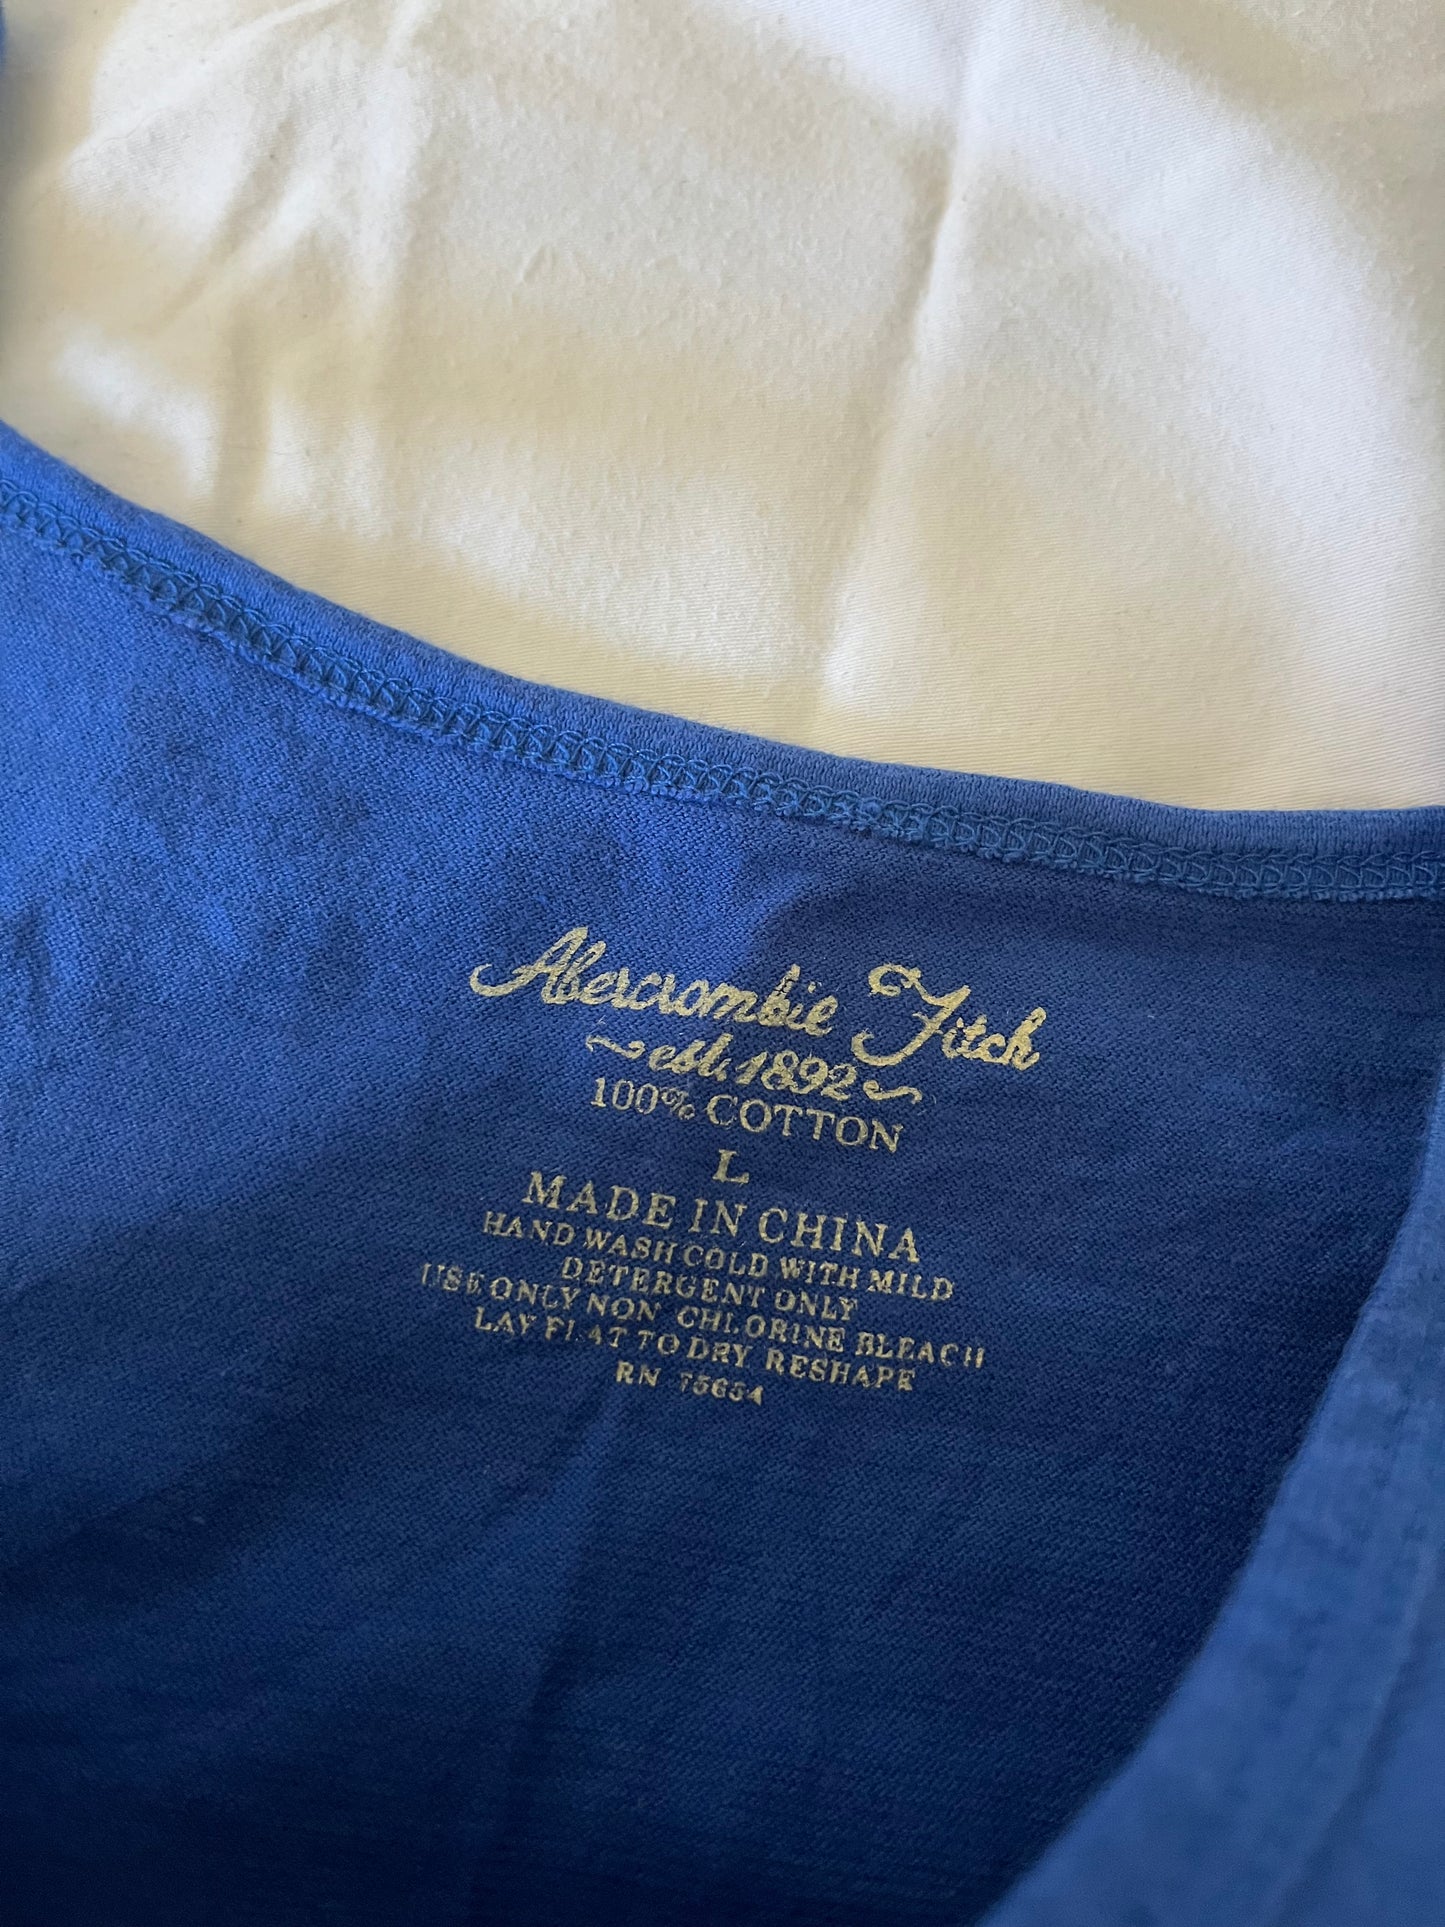 Abercrombie Fitch
est. 1892
100% COTTON
L
MADE IN CHINA
HAND WASH COLD WITH MILD
DETERGENT ONLY
USE ONLY NON CHLORINE BLEACH
LAY FLAT TO DRY RESHAPE
RN 75654